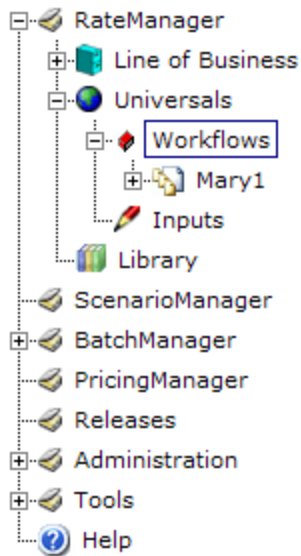 RateManager
Line of Business
Universals
Workflows
Mary1
Inputs
Library
ScenarioManager
BatchManager
PricingManager
Releases
Administration
Tools
Help